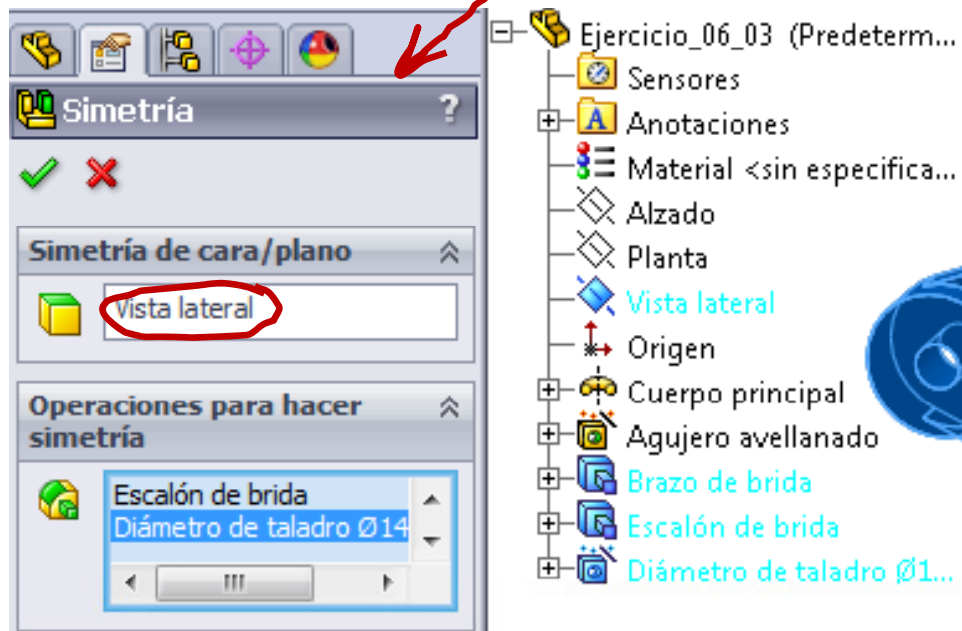 Simetría ?
Simetría de cara/plano
Vista lateral
Operaciones para hacer
simetría
Escalón de brida
Diámetro de taladro Ø14
Ejercicio_06_03 (Predeterm...
Sensores
A Anotaciones
Material <sin especifica...
Alzado
Planta
Vista lateral
Origen
Cuerpo principal
Agujero avellanado
Brazo de brida
Escalón de brida
Diámetro de taladro Ø1...